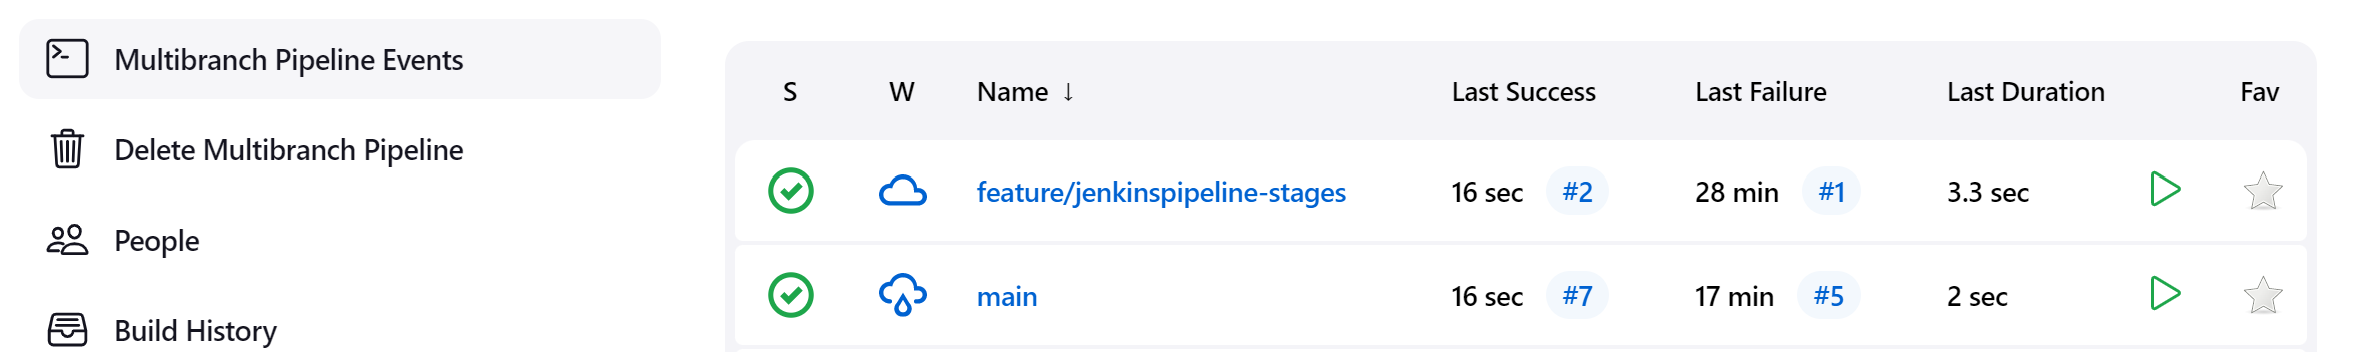 Multibranch Pipeline Events
Delete Multibranch Pipeline
People
Build History
S W Name ↓ Last Success Last Failure Last Duration Fav
feature/jenkinspipeline-stages 16 sec #2 28 min #1 3.3 sec
main 16 sec #7 17 min #5 2 sec